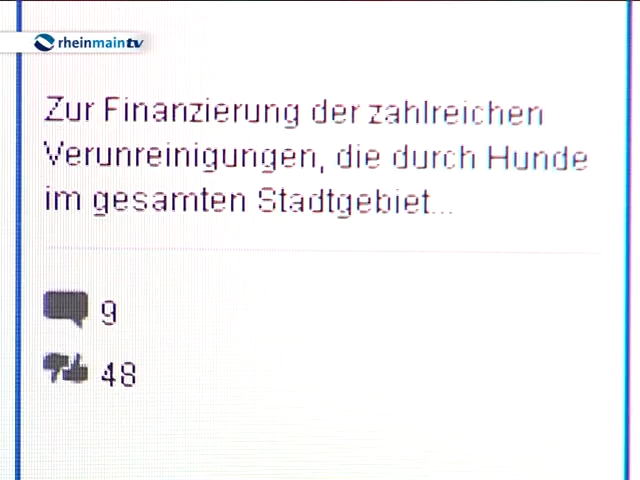 rheinmaintv
Zur Finanzierung der zahlreichen
Verunreinigungen, die durch Hunde
im gesamten Stadtgebiet...
9
48